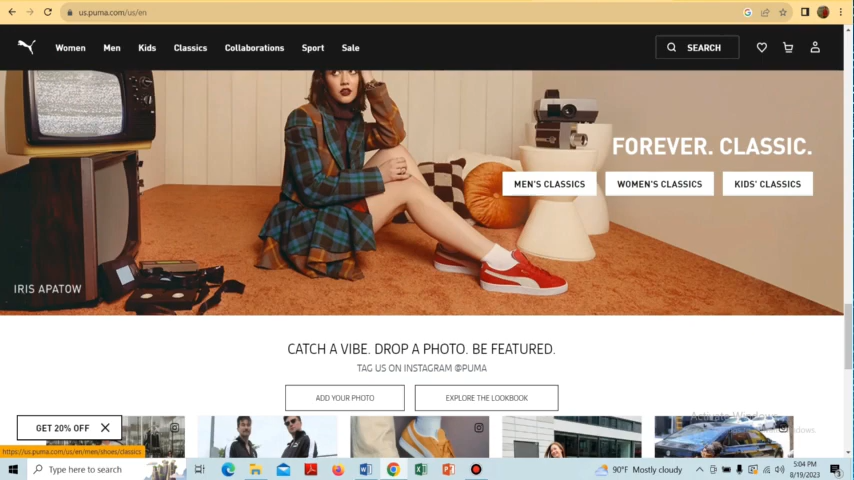 us.puma.com/us/en
Women Men Kids Classics Collaborations Sport Sale
SEARCH
FOREVER. CLASSIC.
MEN'S CLASSICS WOMEN'S CLASSICS KIDS' CLASSICS
IRIS APATOW
CATCH A VIBE. DROP A PHOTO. BE FEATURED.
TAG US ON INSTAGRAM @PUMA
ADD YOUR PHOTO EXPLORE THE LOOKBOOK
GET 20% OFF
Activate Windows
https://us.puma.com/us/en/men/shoes/classics
Type here to search
90°F Mostly cloudy
5:04 PM
8/19/2023